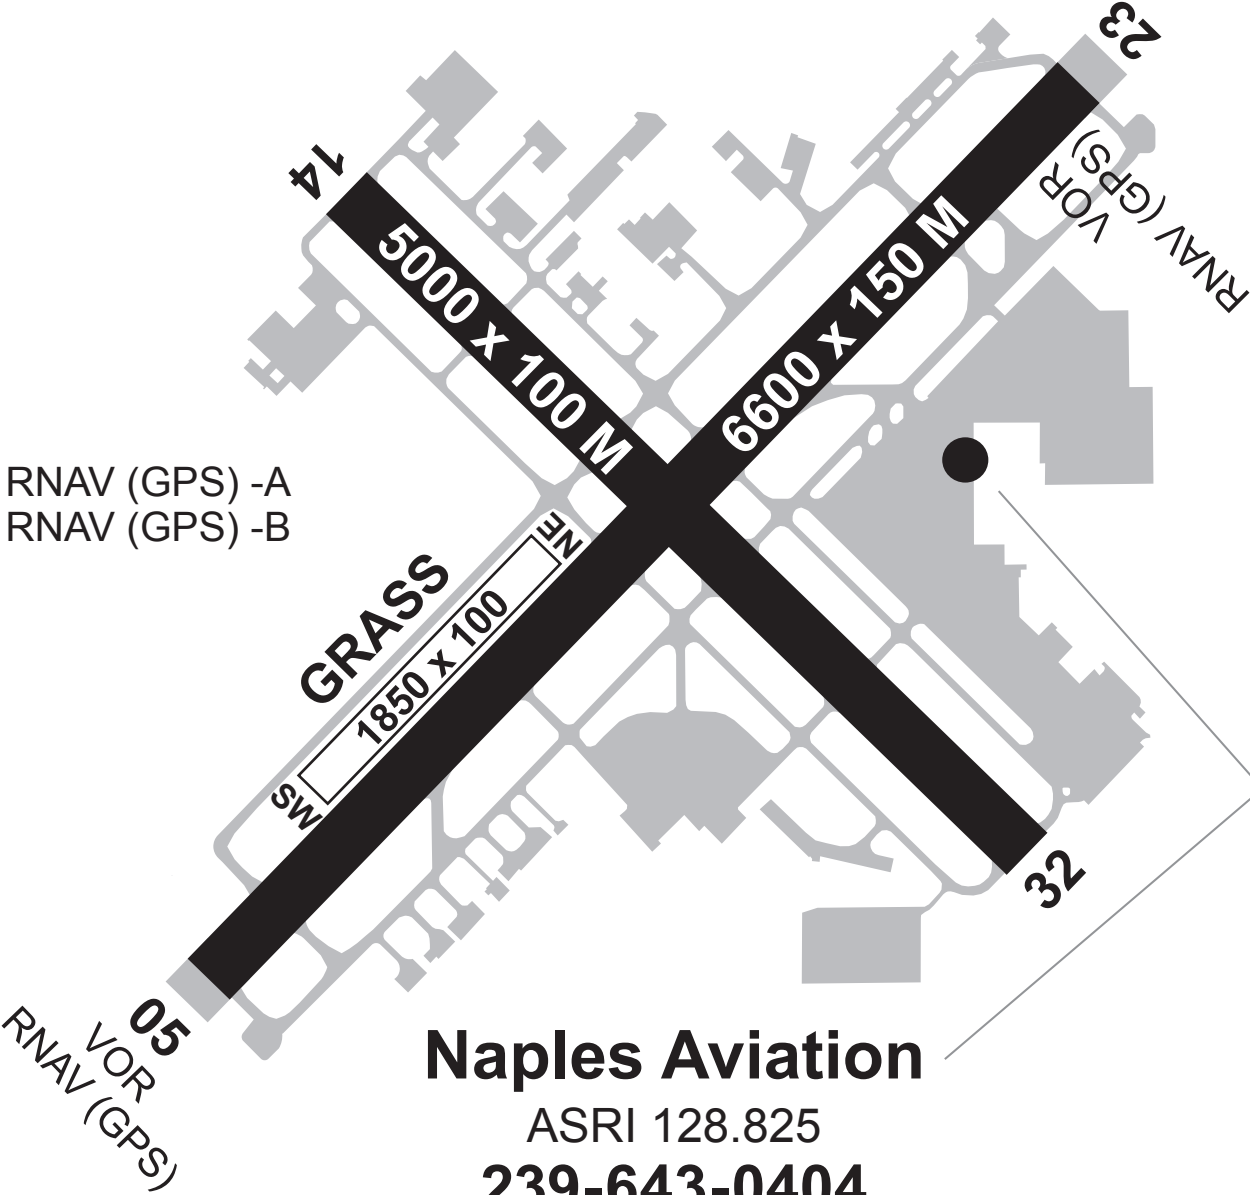 23
VOR
RNAV (GPS)
14
5000 x 100 M
6600 x 150 M
RNAV (GPS) -A
RNAV (GPS) -B
NE
GRASS
1850 x 100
SW
32
05
VOR
RNAV (GPS)
Naples Aviation
ASRI 128.825
239-643-0404